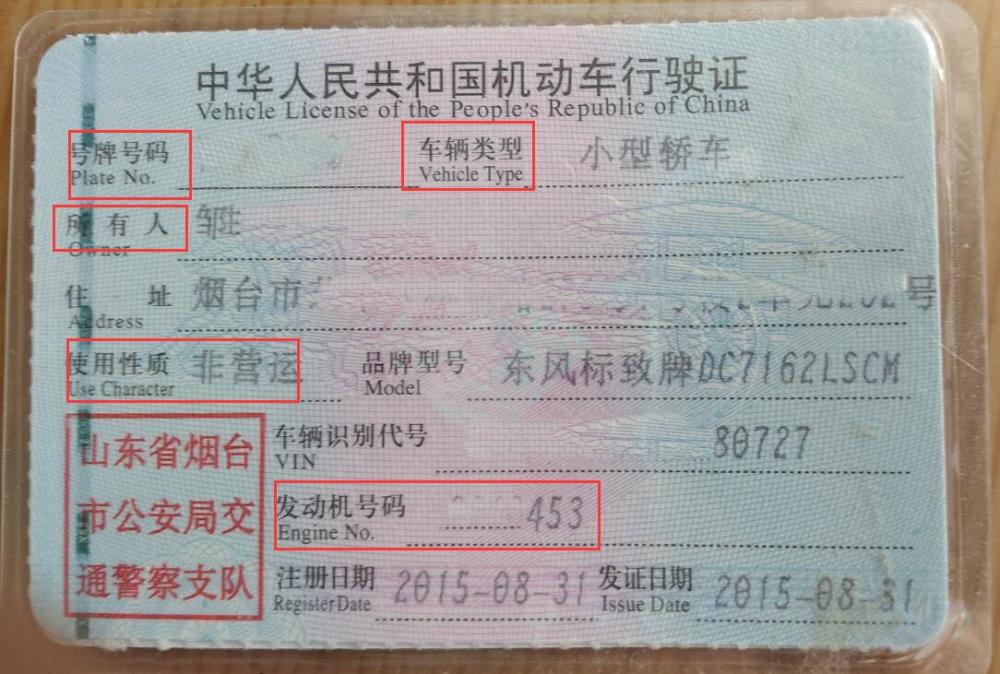 中华人民共和国机动车行驶证
Vehicle License of the People's Republic of China
号牌号码 车辆类型 小型轿车
Plate No. Vehicle Type
所有人 邹
Owner
住址 烟台市 号
Address
使用性质 非营运 品牌型号 东风标致牌DC7162LSCM
Use Character Model
山东省烟台
市公安局交
通警察支队
车辆识别代号 80727
VIN
发动机号码 453
Engine No.
注册日期 2015-08-31 发证日期 2015-08-31
Register Date Issue Date